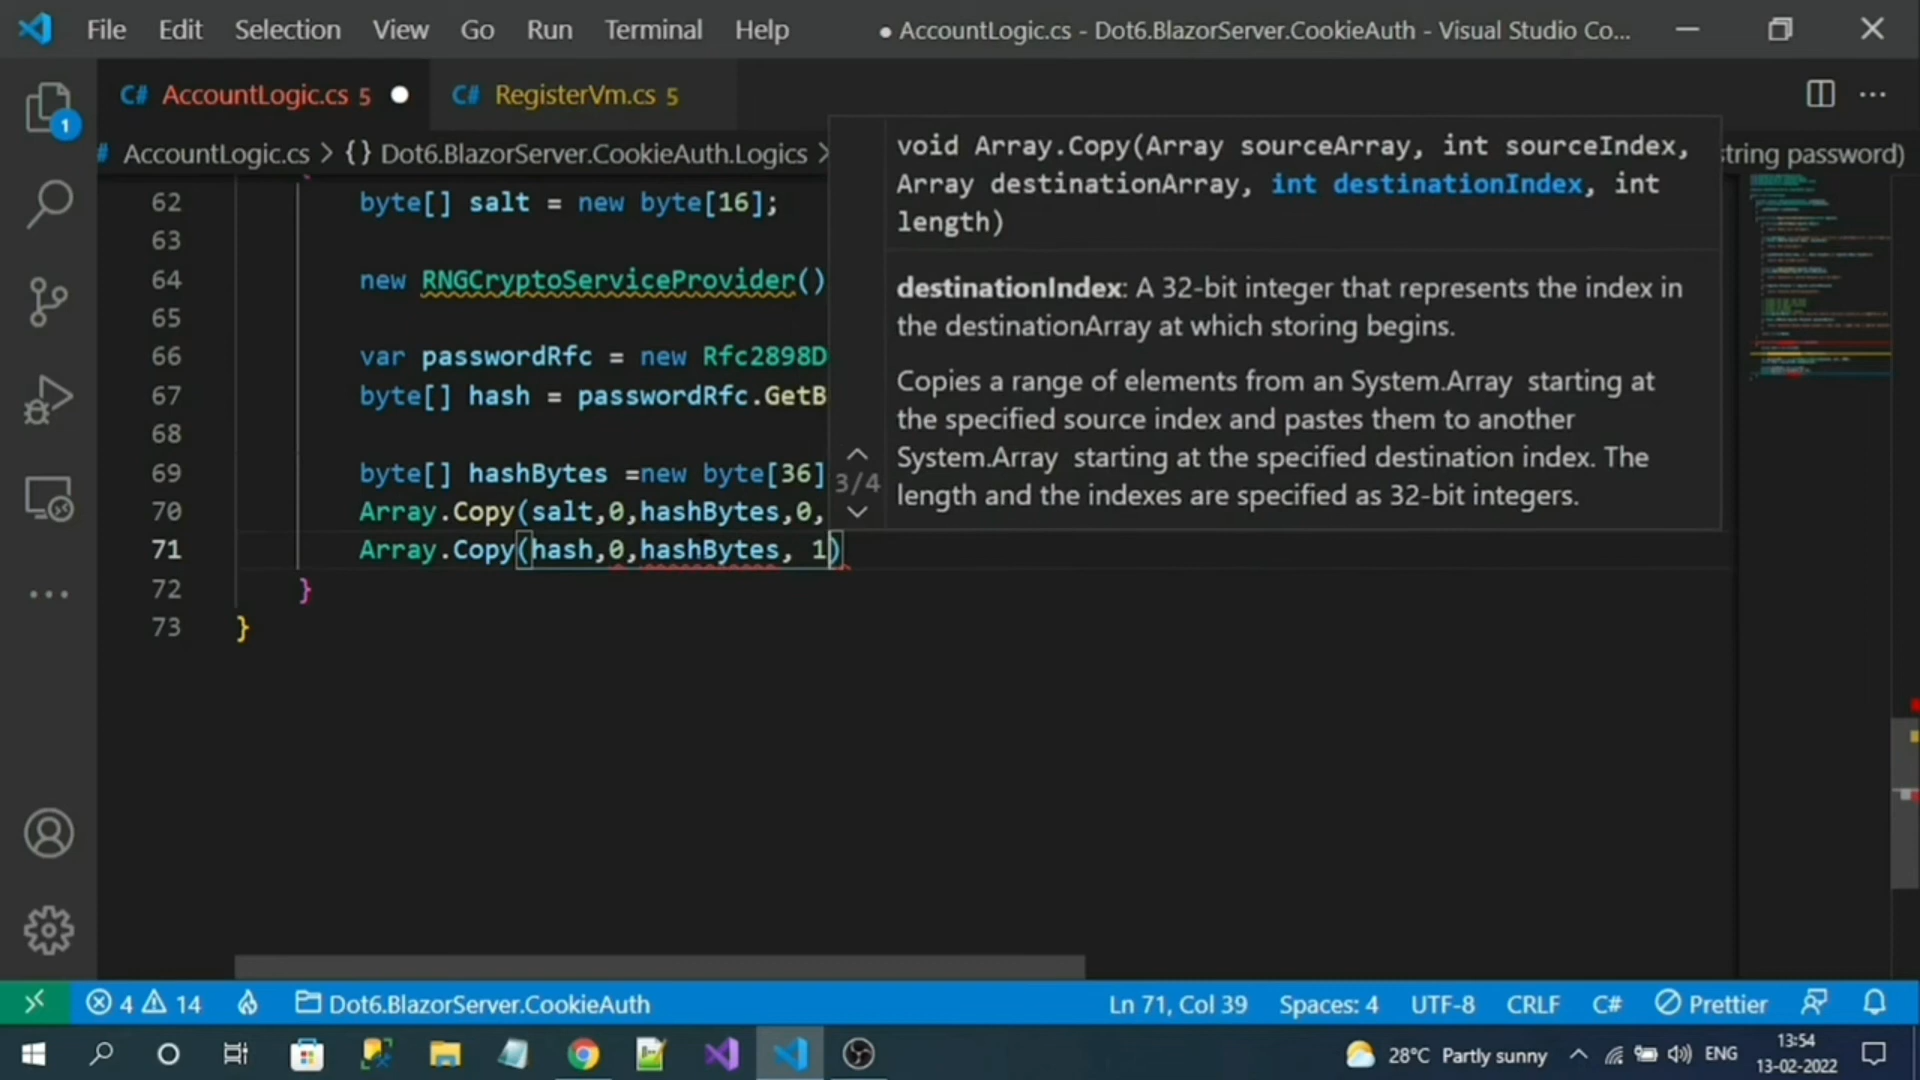 File Edit Selection View Go Run Terminal Help ● AccountLogic.cs - Dot6.BlazorServer.CookieAuth - Visual Studio Co...
C# AccountLogic.cs 5 ● C# RegisterVm.cs 5 ...
AccountLogic.cs > {} Dot6.BlazorServer.CookieAuth.Logics > string password)
void Array.Copy(Array sourceArray, int sourceIndex,
Array destinationArray, int destinationIndex, int
length)
destinationIndex: A 32-bit integer that represents the index in
the destinationArray at which storing begins.
Copies a range of elements from an System.Array starting at
the specified source index and pastes them to another
System.Array starting at the specified destination index. The
length and the indexes are specified as 32-bit integers.
3/4
62 byte[] salt = new byte[16];
63
64 new RNGCryptoServiceProvider()
65
66 var passwordRfc = new Rfc2898D
67 byte[] hash = passwordRfc.GetB
68
69 byte[] hashBytes =new byte[36]
70 Array.Copy(salt,0,hashBytes,0,
71 Array.Copy(hash,0,hashBytes, 1)
72 }
73 }
1
4 14 Dot6.BlazorServer.CookieAuth Ln 71, Col 39 Spaces: 4 UTF-8 CRLF C# Prettier
28°C Partly sunny ENG 13:54
13-02-2022